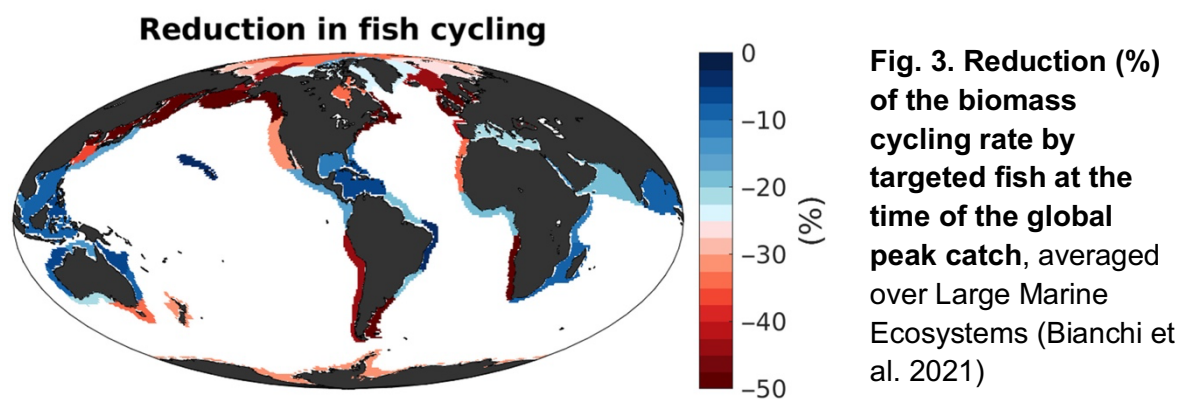 Reduction in fish cycling
0
−10
−20
−30
−40
−50
(%)
Fig. 3. Reduction (%)
of the biomass
cycling rate by
targeted fish at the
time of the global
peak catch, averaged
over Large Marine
Ecosystems (Bianchi et
al. 2021)